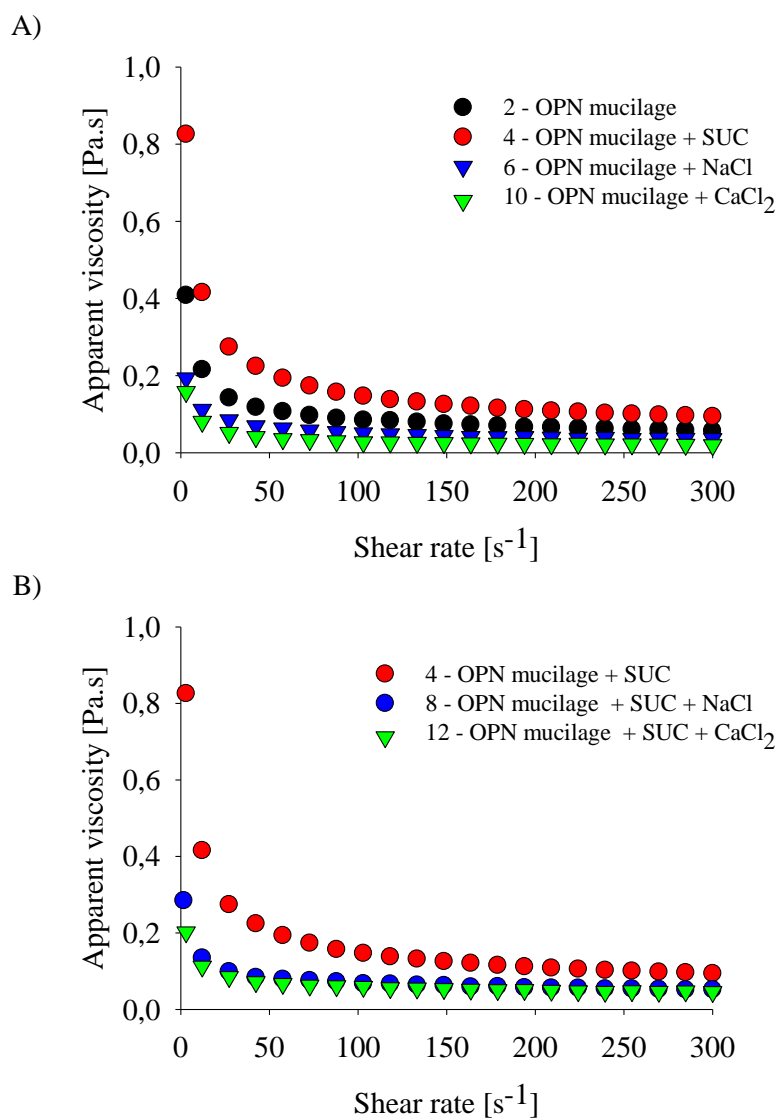 A)
1,0
0,8
0,6
0,4
0,2
0,0
Apparent viscosity [Pa.s]
2 - OPN mucilage
4 - OPN mucilage + SUC
6 - OPN mucilage + NaCl
10 - OPN mucilage + CaCl2
0 50 100 150 200 250 300
Shear rate [s-1]
B)
1,0
0,8
0,6
0,4
0,2
0,0
Apparent viscosity [Pa.s]
4 - OPN mucilage + SUC
8 - OPN mucilage + SUC + NaCl
12 - OPN mucilage + SUC + CaCl2
0 50 100 150 200 250 300
Shear rate [s-1]